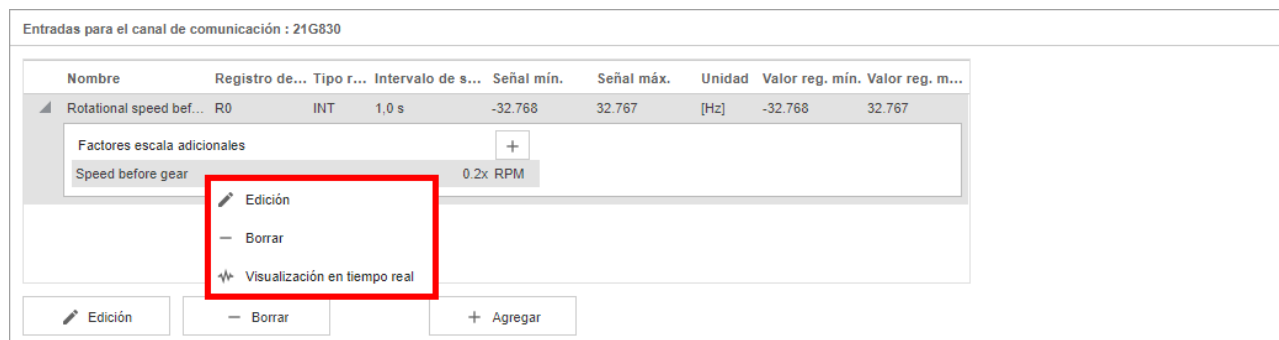 Entradas para el canal de comunicación : 21G830
Nombre Registro de... Tipo r... Intervalo de s... Señal mín. Señal máx. Unidad Valor reg. mín. Valor reg. m...
Rotational speed bef... R0 INT 1,0 s -32.768 32.767 [Hz] -32.768 32.767
Factores escala adicionales +
Speed before gear 0.2x RPM
Edición
Borrar
Visualización en tiempo real
Edición Borrar + Agregar